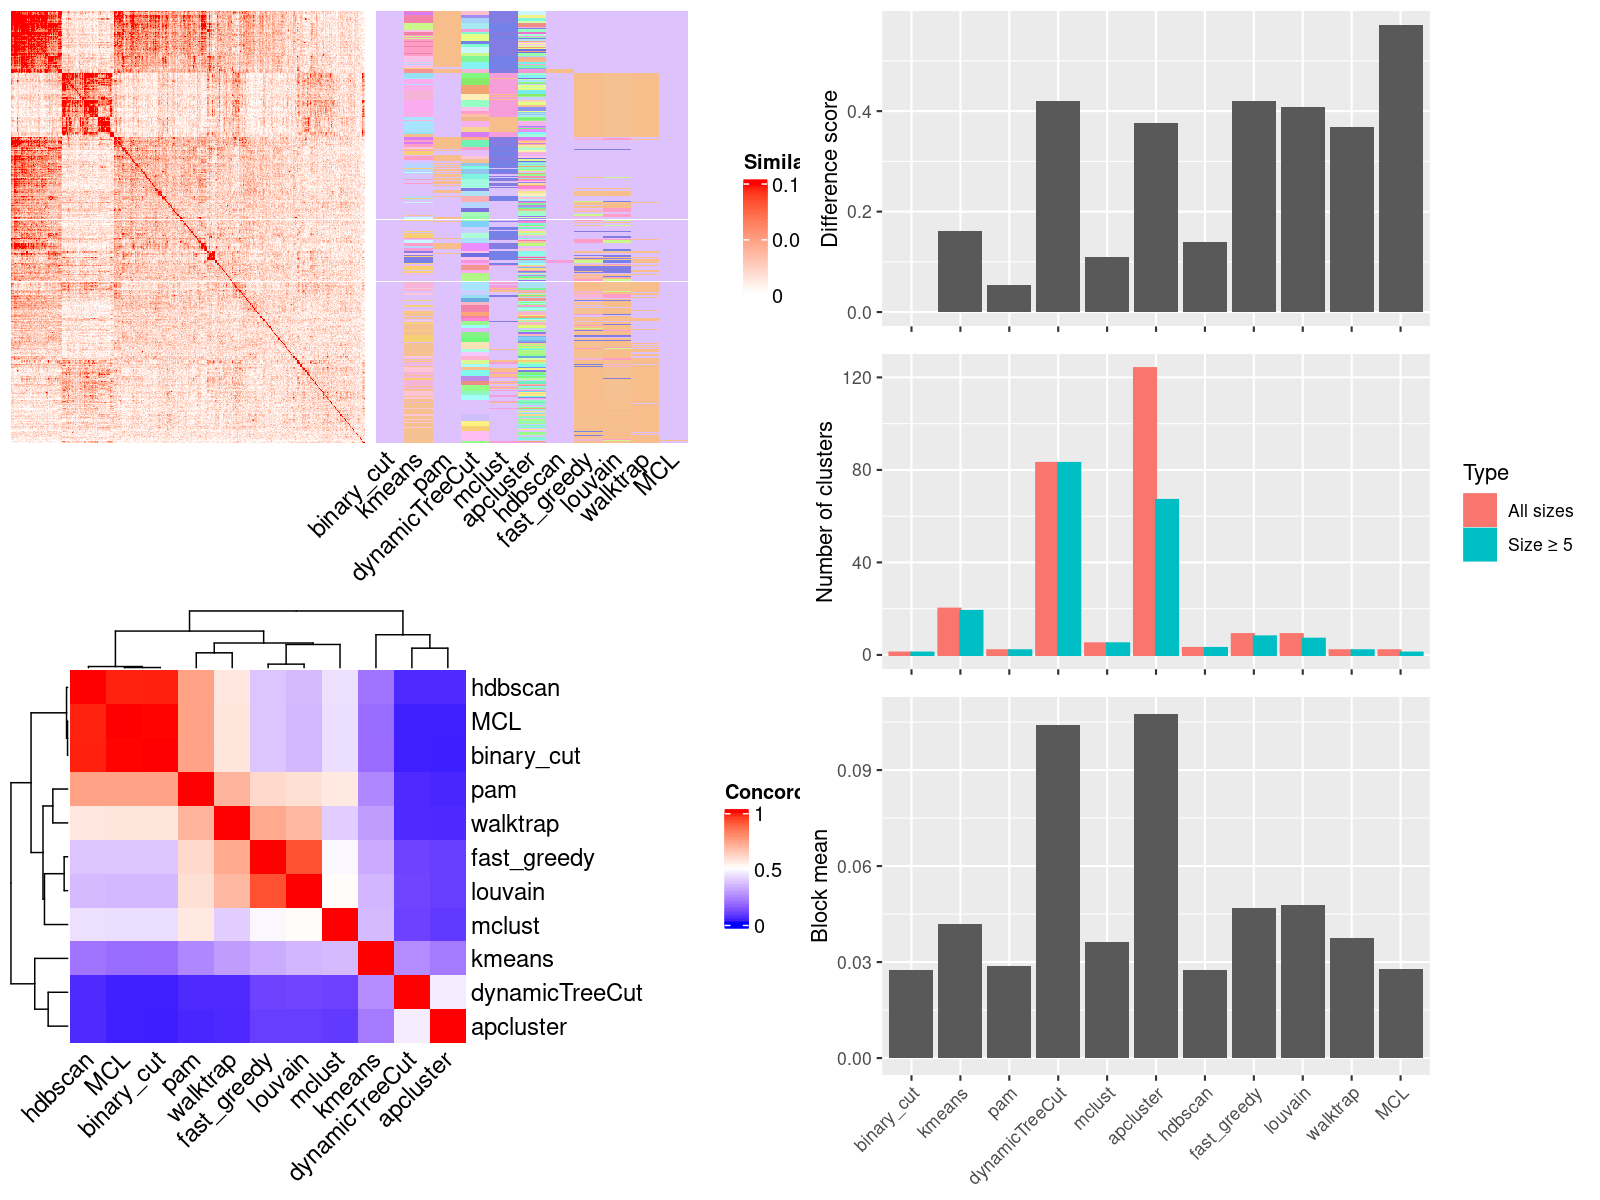 Simila
0.1
0.0
0
binary_cut
kmeans
pam
dynamicTreeCut
mclust
apcluster
hdbscan
fast_greedy
louvain
walktrap
MCL
hdbscan
MCL
binary_cut
pam
walktrap
fast_greedy
louvain
mclust
kmeans
dynamicTreeCut
apcluster
hdbscan
MCL
binary_cut
pam
walktrap
fast_greedy
louvain
mclust
kmeans
dynamicTreeCut
apcluster
Concord
1
0.5
0
Difference score
0.4
0.2
0.0
Number of clusters
120
80
40
0
Type
All sizes
Size ≥ 5
Block mean
0.09
0.06
0.03
0.00
binary_cut
kmeans
pam
dynamicTreeCut
mclust
apcluster
hdbscan
fast_greedy
louvain
walktrap
MCL